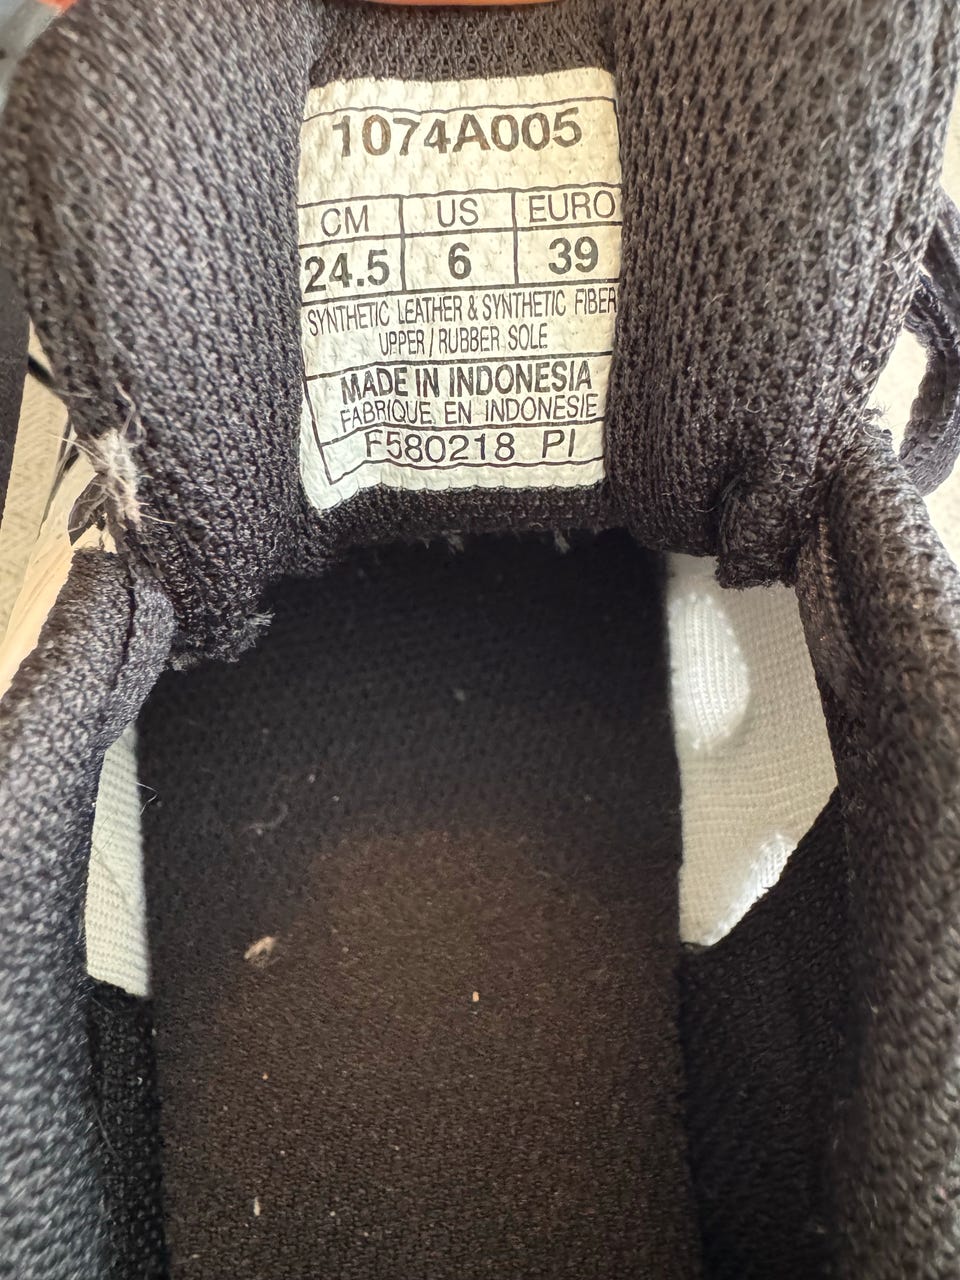 1074A005
CM US EURO
24.5 6 39
SYNTHETIC LEATHER & SYNTHETIC FIBER
UPPER / RUBBER SOLE
MADE IN INDONESIA
FABRIQUE EN INDONESIE
F580218 PI